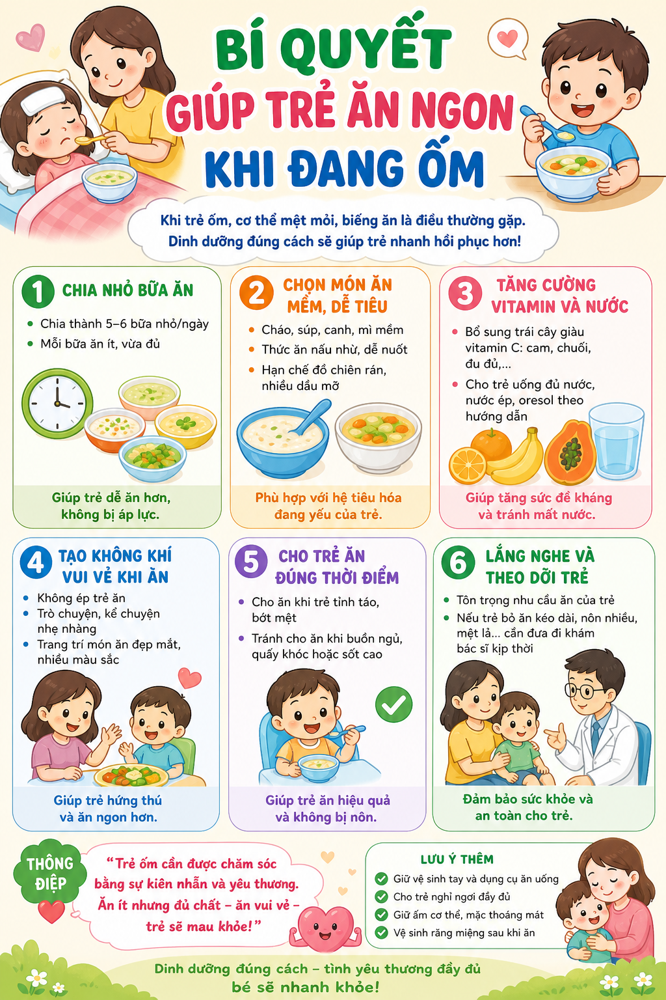 BÍ QUYẾT
GIÚP TRẺ ĂN NGON
KHI ĐANG ỐM
Khi trẻ ốm, cơ thể mệt mỏi, biếng ăn là điều thường gặp.
Dinh dưỡng đúng cách sẽ giúp trẻ nhanh hồi phục hơn!
1 CHIA NHỎ BỮA ĂN
• Chia thành 5–6 bữa nhỏ/ngày
• Mỗi bữa ăn ít, vừa đủ
Giúp trẻ dễ ăn hơn,
không bị áp lực.
2 CHỌN MÓN ĂN
MỀM, DỄ TIÊU
• Cháo, súp, canh, mì mềm
• Thức ăn nấu nhừ, dễ nuốt
• Hạn chế đồ chiên rán,
nhiều dầu mỡ
Phù hợp với hệ tiêu hóa
đang yếu của trẻ.
3 TĂNG CƯỜNG
VITAMIN VÀ NƯỚC
• Bổ sung trái cây giàu
vitamin C: cam, chuối,
đu đủ,...
• Cho trẻ uống đủ nước,
nước ép, oresol theo
hướng dẫn
Giúp tăng sức đề kháng
và tránh mất nước.
4 TẠO KHÔNG KHÍ
VUI VẺ KHI ĂN
• Không ép trẻ ăn
• Trò chuyện, kể chuyện
nhẹ nhàng
• Trang trí món ăn đẹp mắt,
nhiều màu sắc
Giúp trẻ hứng thú
và ăn ngon hơn.
5 CHO TRẺ ĂN
ĐÚNG THỜI ĐIỂM
• Cho ăn khi trẻ tỉnh táo,
bớt mệt
• Tránh cho ăn khi buồn ngủ,
quấy khóc hoặc sốt cao
Giúp trẻ ăn hiệu quả
và không bị nôn.
6 LẮNG NGHE VÀ
THEO DÕI TRẺ
• Tôn trọng nhu cầu ăn của trẻ
• Nếu trẻ bỏ ăn kéo dài, nôn nhiều,
mệt lả... cần đưa đi khám
bác sĩ kịp thời
Đảm bảo sức khỏe và
an toàn cho trẻ.
THÔNG
ĐIỆP
“Trẻ ốm cần được chăm sóc
bằng sự kiên nhẫn và yêu thương.
Ăn ít nhưng đủ chất – ăn vui vẻ –
trẻ sẽ mau khỏe!”
LƯU Ý THÊM
Giữ vệ sinh tay và dụng cụ ăn uống
Cho trẻ nghỉ ngơi đầy đủ
Giữ ấm cơ thể, mặc thoáng mát
Vệ sinh răng miệng sau khi ăn
Dinh dưỡng đúng cách – tình yêu thương đầy đủ
bé sẽ nhanh khỏe!